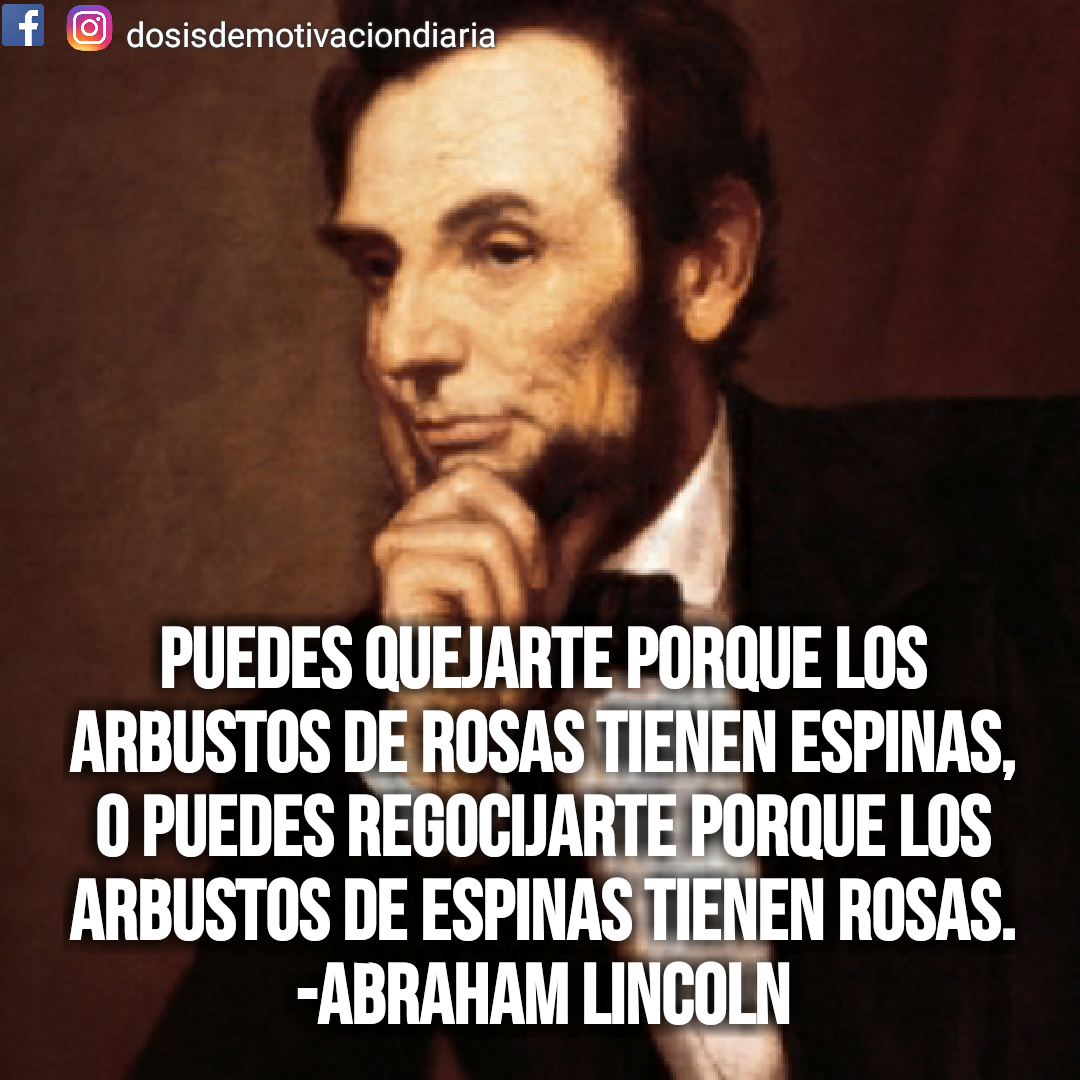 dosisdemotivaciondiaria
PUEDES QUEJARTE PORQUE LOS
ARBUSTOS DE ROSAS TIENEN ESPINAS,
O PUEDES REGOCIJARTE PORQUE LOS
ARBUSTOS DE ESPINAS TIENEN ROSAS.
-ABRAHAM LINCOLN